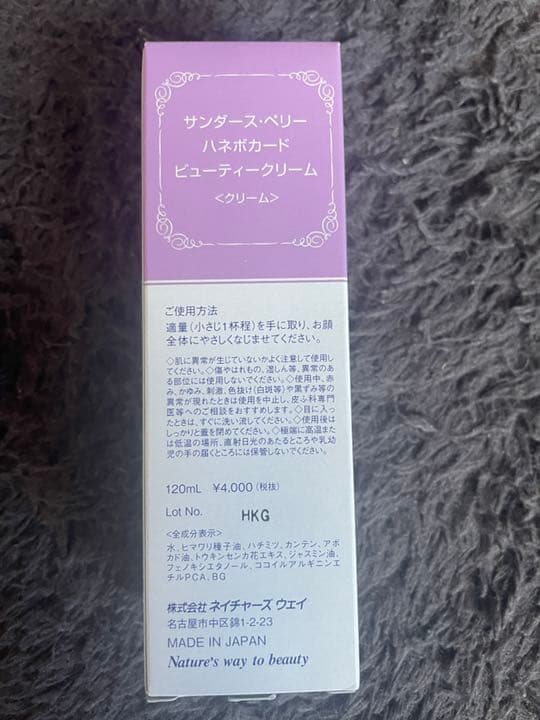 サンダース・ペリー
ハネボカード
ビューティークリーム
＜クリーム＞
ご使用方法
適量（小さじ1杯程）を手に取り、お顔
全体にやさしくなじませてください。
◇肌に異常が生じていないかよく注意して使用し
てください。◇傷やはれもの、湿しん等、異常のあ
る部位には使用しないでください。◇使用中、赤
み、かゆみ、刺激、色抜け（白斑等）や黒ずみ等の
異常が現れたときは使用を中止し、皮ふ科専門
医等へのご相談をおすすめします。◇目に入っ
たときは、すぐに洗い流してください。◇使用後は
しっかりと蓋を閉めてください。◇極端に高温また
は低温の場所、直射日光のあたるところや乳幼
児の手の届くところには保管しないでください。
120mL ¥4,000（税抜）
Lot No. HKG
＜全成分表示＞
水、ヒマワリ種子油、ハチミツ、カンテン、アボ
カド油、トウキンセンカ花エキス、ジャスミン油、
フェノキシエタノール、ココイルアルギニンエ
チルPCA、BG
株式会社 ネイチャーズ ウェイ
名古屋市中区錦1-2-23
MADE IN JAPAN
Nature's way to beauty